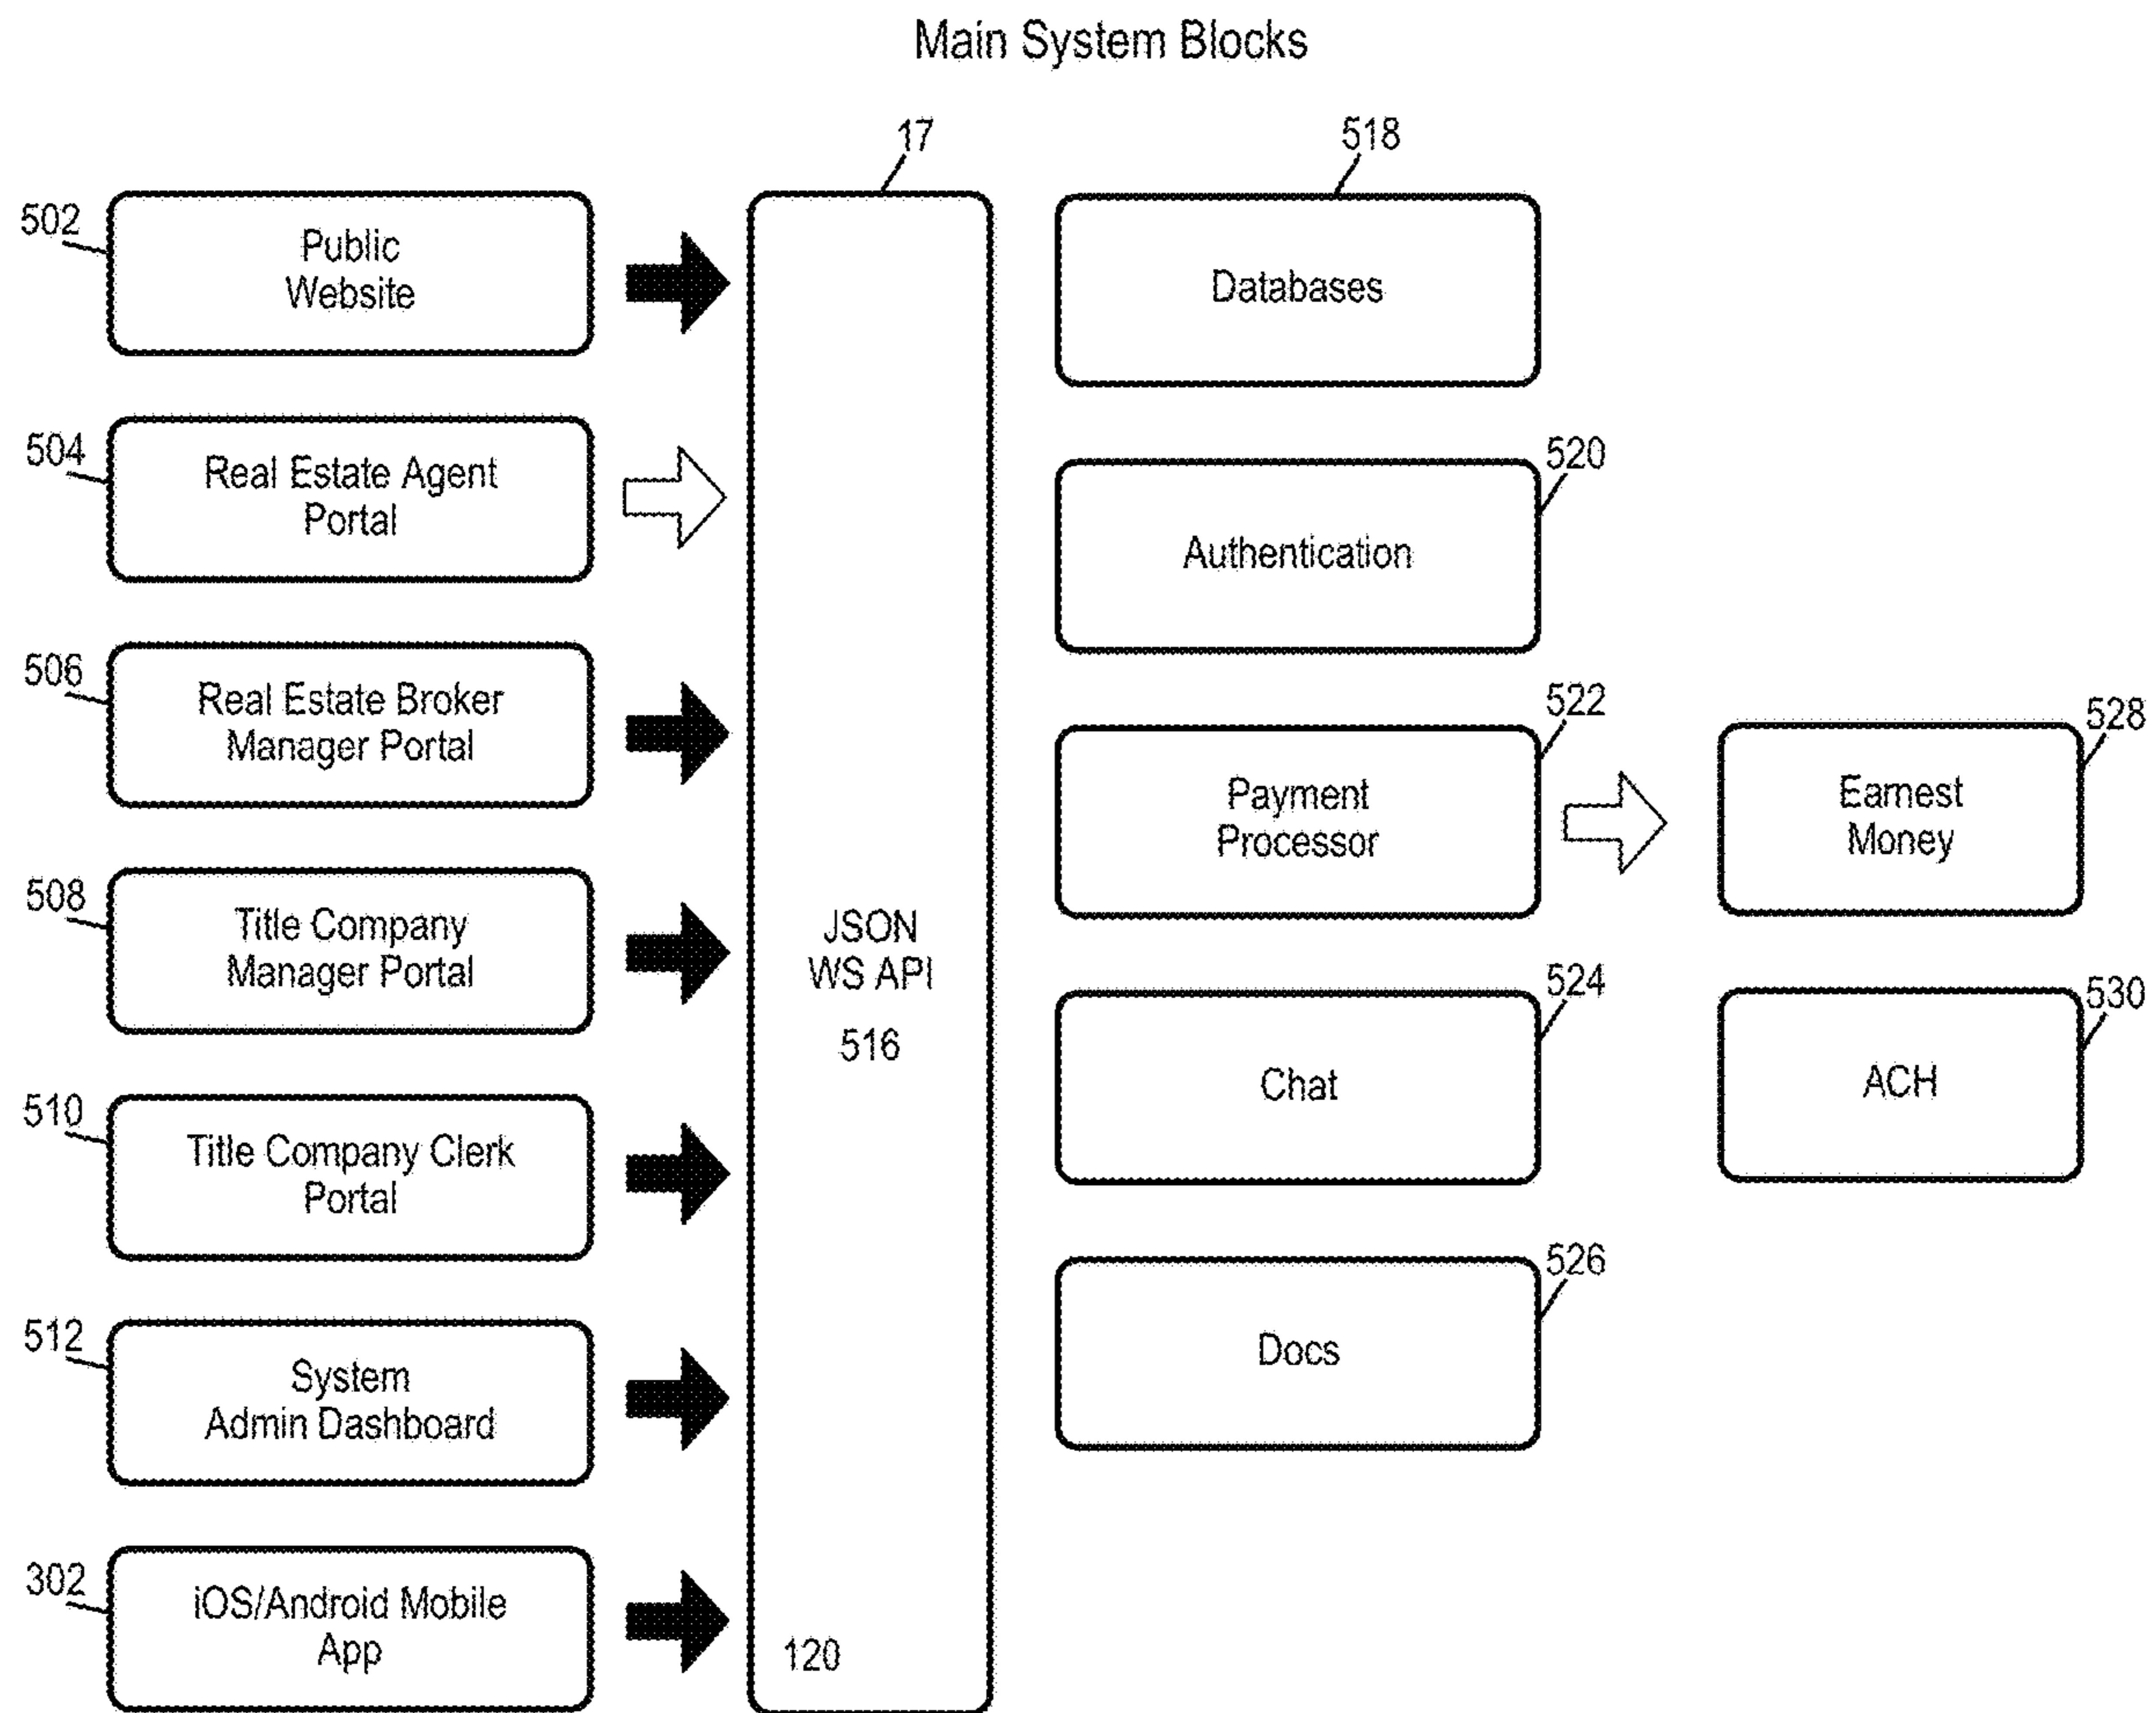 Main System Blocks
17
518
502
Public
Website
Databases
504
Real Estate Agent
Portal
520
Authentication
506
Real Estate Broker
Manager Portal
522
Payment
Processor
528
Earnest
Money
508
Title Company
Manager Portal
JSON
WS API
516
524
Chat
530
ACH
510
Title Company Clerk
Portal
526
Docs
512
System
Admin Dashboard
302
iOS/Android Mobile
App
120